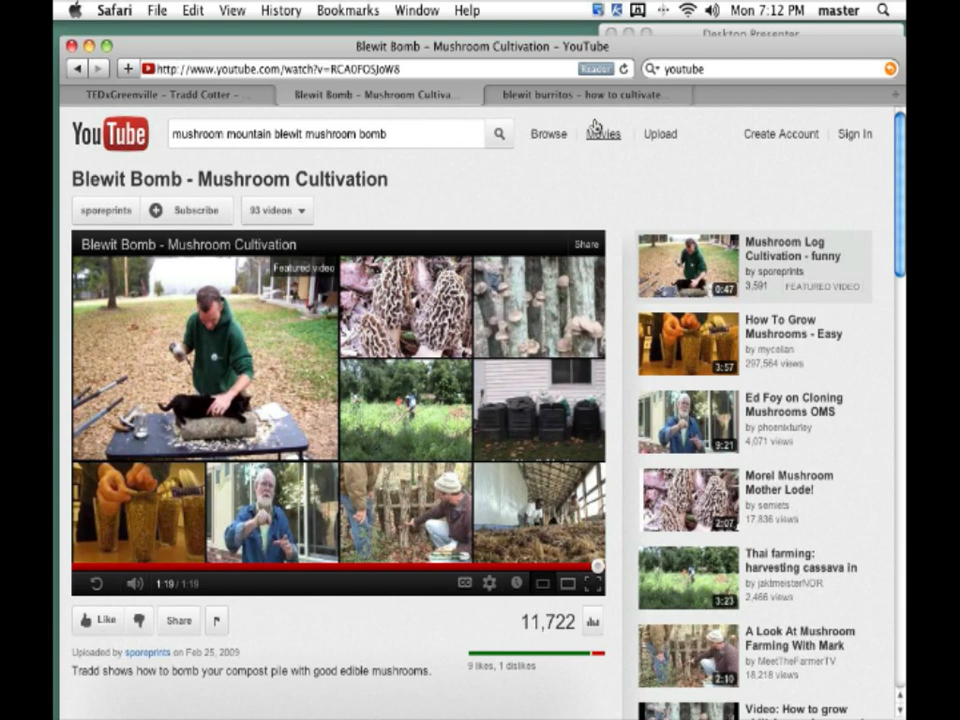 Safari File Edit View History Bookmarks Window Help Mon 7:12 PM master
Desktop Presenter
Blewit Bomb – Mushroom Cultivation – YouTube
http://www.youtube.com/watch?v=RCA0FOSJoW8 Reader youtube
TEDxGreenville – Tradd Cotter – ... Blewit Bomb – Mushroom Cultiva... blewit burritos – how to cultivate...
YouTube mushroom mountain blewit mushroom bomb Browse Movies Upload Create Account Sign In
Blewit Bomb - Mushroom Cultivation
sporeprints Subscribe 93 videos
Blewit Bomb - Mushroom Cultivation Share
Featured video
1:19 / 1:19
CC
Like Share 11,722
Uploaded by sporeprints on Feb 25, 2009
9 likes, 1 dislikes
Tradd shows how to bomb your compost pile with good edible mushrooms.
Mushroom Log
Cultivation - funny
by sporeprints
3,591 FEATURED VIDEO
0:47
How To Grow
Mushrooms - Easy
by mycelian
297,564 views
3:57
Ed Foy on Cloning
Mushrooms OMS
by phoenixturley
4,071 views
9:21
Morel Mushroom
Mother Lode!
by semiets
17,836 views
2:07
Thai farming:
harvesting cassava in
by jaktmeisterNOR
2,466 views
3:23
A Look At Mushroom
Farming With Mark
by MeetTheFarmerTV
18,218 views
2:10
Video: How to grow